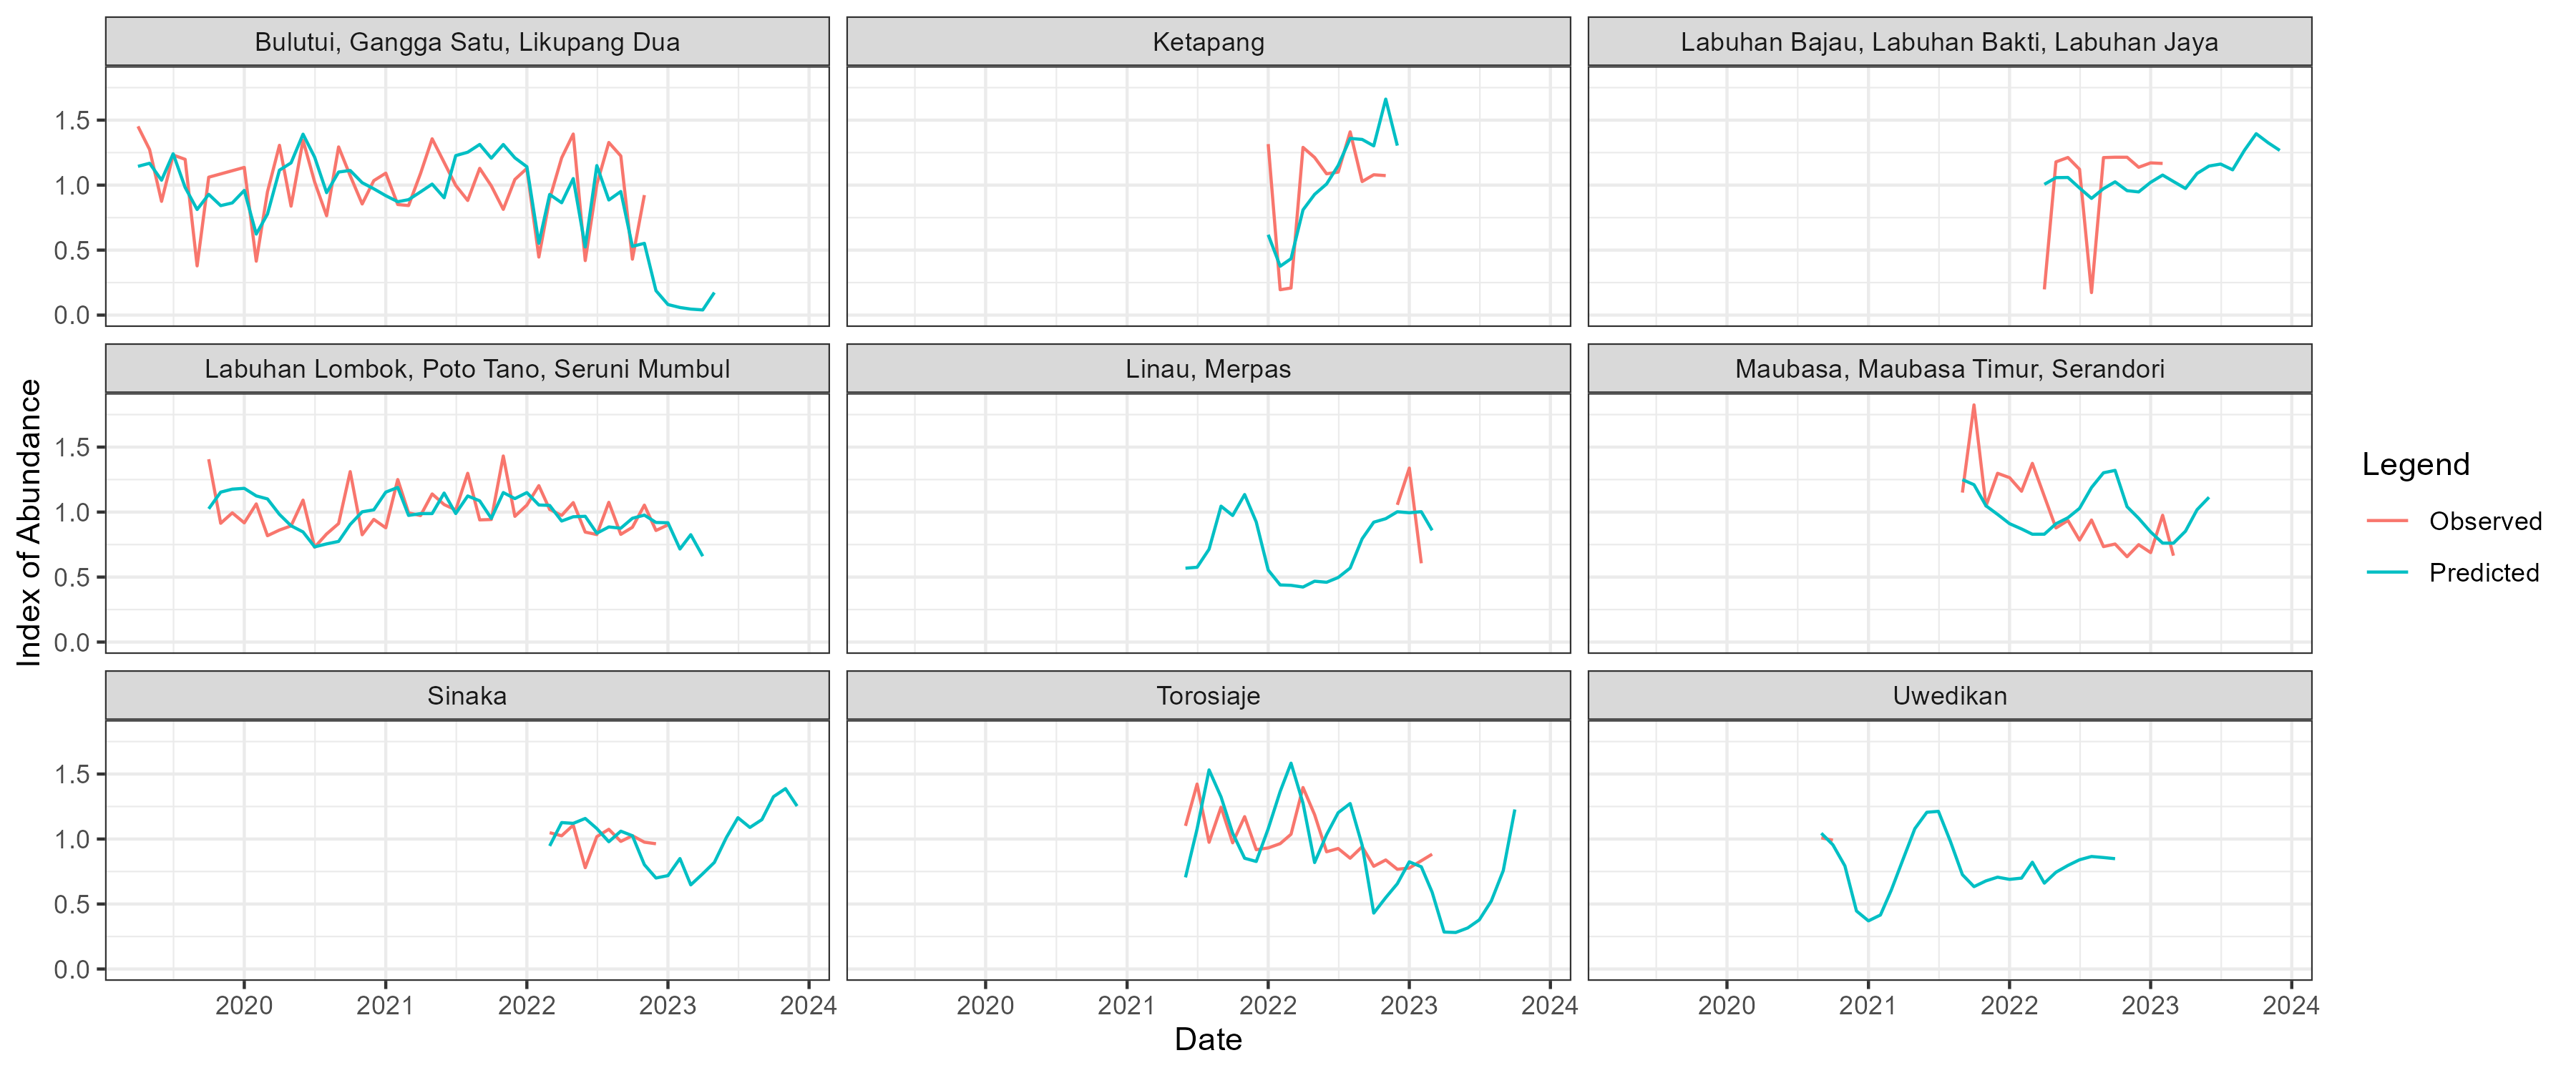 Bulutui, Gangga Satu, Likupang Dua
Ketapang
Labuhan Bajau, Labuhan Bakti, Labuhan Jaya
1.5
1.0
0.5
0.0
Labuhan Lombok, Poto Tano, Seruni Mumbul
Linau, Merpas
Maubasa, Maubasa Timur, Serandori
1.5
1.0
0.5
0.0
Index of Abundance
Legend
Observed
Predicted
Sinaka
Torosiaje
Uwedikan
1.5
1.0
0.5
0.0
2020 2021 2022 2023 2024
2020 2021 2022 2023 2024
2020 2021 2022 2023 2024
Date